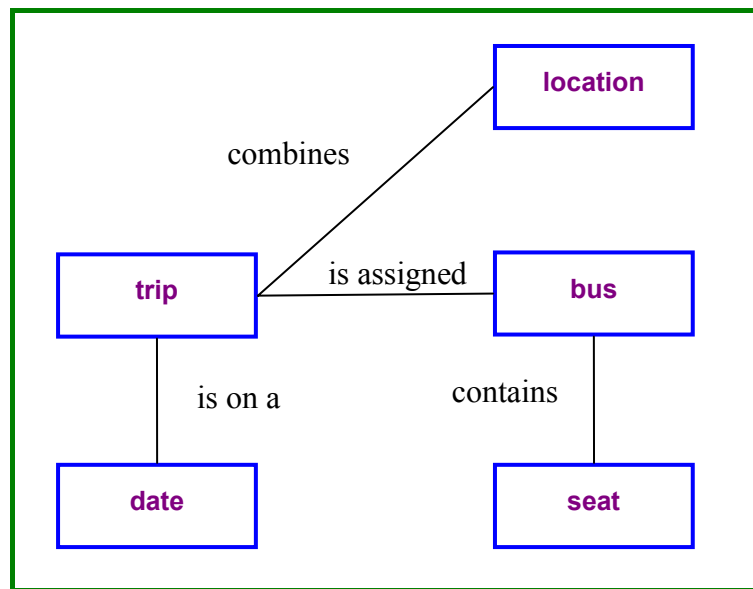 location
combines
trip
is assigned
bus
is on a
contains
date
seat